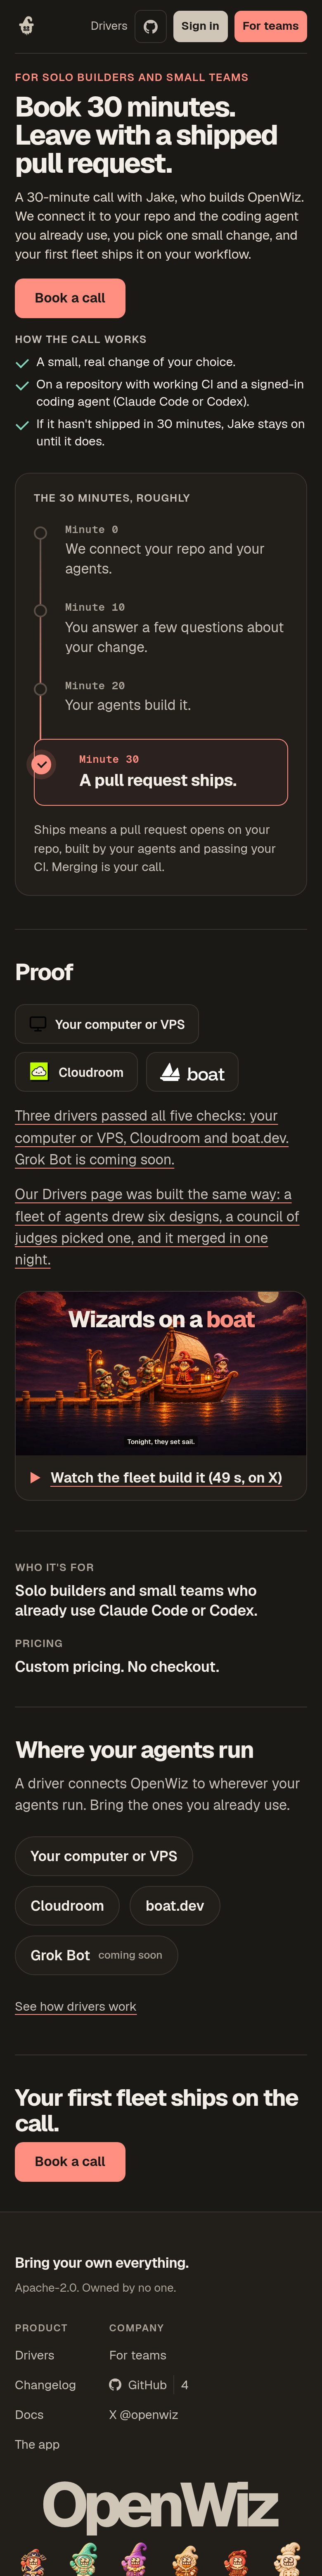 Drivers
Sign in
For teams
FOR SOLO BUILDERS AND SMALL TEAMS
Book 30 minutes.
Leave with a shipped
pull request.
A 30-minute call with Jake, who builds OpenWiz.
We connect it to your repo and the coding agent
you already use, you pick one small change, and
your first fleet ships it on your workflow.
Book a call
HOW THE CALL WORKS
A small, real change of your choice.
On a repository with working CI and a signed-in
coding agent (Claude Code or Codex).
If it hasn't shipped in 30 minutes, Jake stays on
until it does.
THE 30 MINUTES, ROUGHLY
Minute 0
We connect your repo and your
agents.
Minute 10
You answer a few questions about
your change.
Minute 20
Your agents build it.
Minute 30
A pull request ships.
Ships means a pull request opens on your
repo, built by your agents and passing your
CI. Merging is your call.
Proof
Your computer or VPS
Cloudroom
boat
Three drivers passed all five checks: your
computer or VPS, Cloudroom and boat.dev.
Grok Bot is coming soon.
Our Drivers page was built the same way: a
fleet of agents drew six designs, a council of
judges picked one, and it merged in one
night.
Wizards on a boat
Tonight, they set sail.
Watch the fleet build it (49 s, on X)
WHO IT'S FOR
Solo builders and small teams who
already use Claude Code or Codex.
PRICING
Custom pricing. No checkout.
Where your agents run
A driver connects OpenWiz to wherever your
agents run. Bring the ones you already use.
Your computer or VPS
Cloudroom
boat.dev
Grok Bot coming soon
See how drivers work
Your first fleet ships on the
call.
Book a call
Bring your own everything.
Apache-2.0. Owned by no one.
PRODUCT
Drivers
Changelog
Docs
The app
COMPANY
For teams
GitHub 4
X @openwiz
OpenWiz